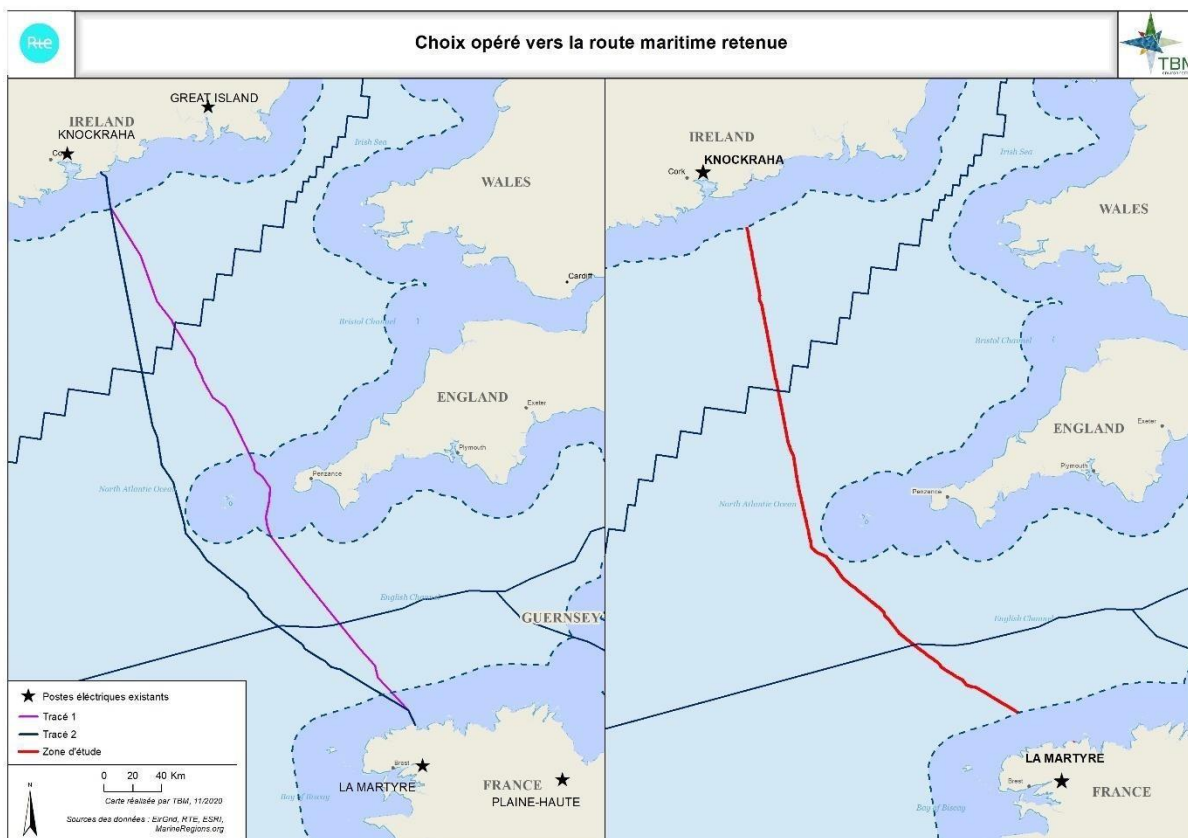 Rte
Choix opéré vers la route maritime retenue
TBM
GREAT ISLAND
IRELAND
KNOCKRAHA
Irish Sea
WALES
Cardiff
Bristol Channel
ENGLAND
Exeter
Plymouth
Penzance
North Atlantic Ocean
English Channel
GUERNSEY
Brest
LA MARTYRE
FRANCE
PLAINE-HAUTE
Bay of Biscay
Postes éléctriques existants
Tracé 1
Tracé 2
Zone d'étude
N
0 20 40 Km
Carte réalisée par TBM, 11/2020
Sources des données : EirGrid, RTE, ESRI,
MarineRegions.org
IRELAND
KNOCKRAHA
Cork
Irish Sea
WALES
Bristol Channel
ENGLAND
Exeter
Plymouth
Penzance
North Atlantic Ocean
English Channel
GUERNSEY
LA MARTYRE
Brest
FRANCE
Bay of Biscay